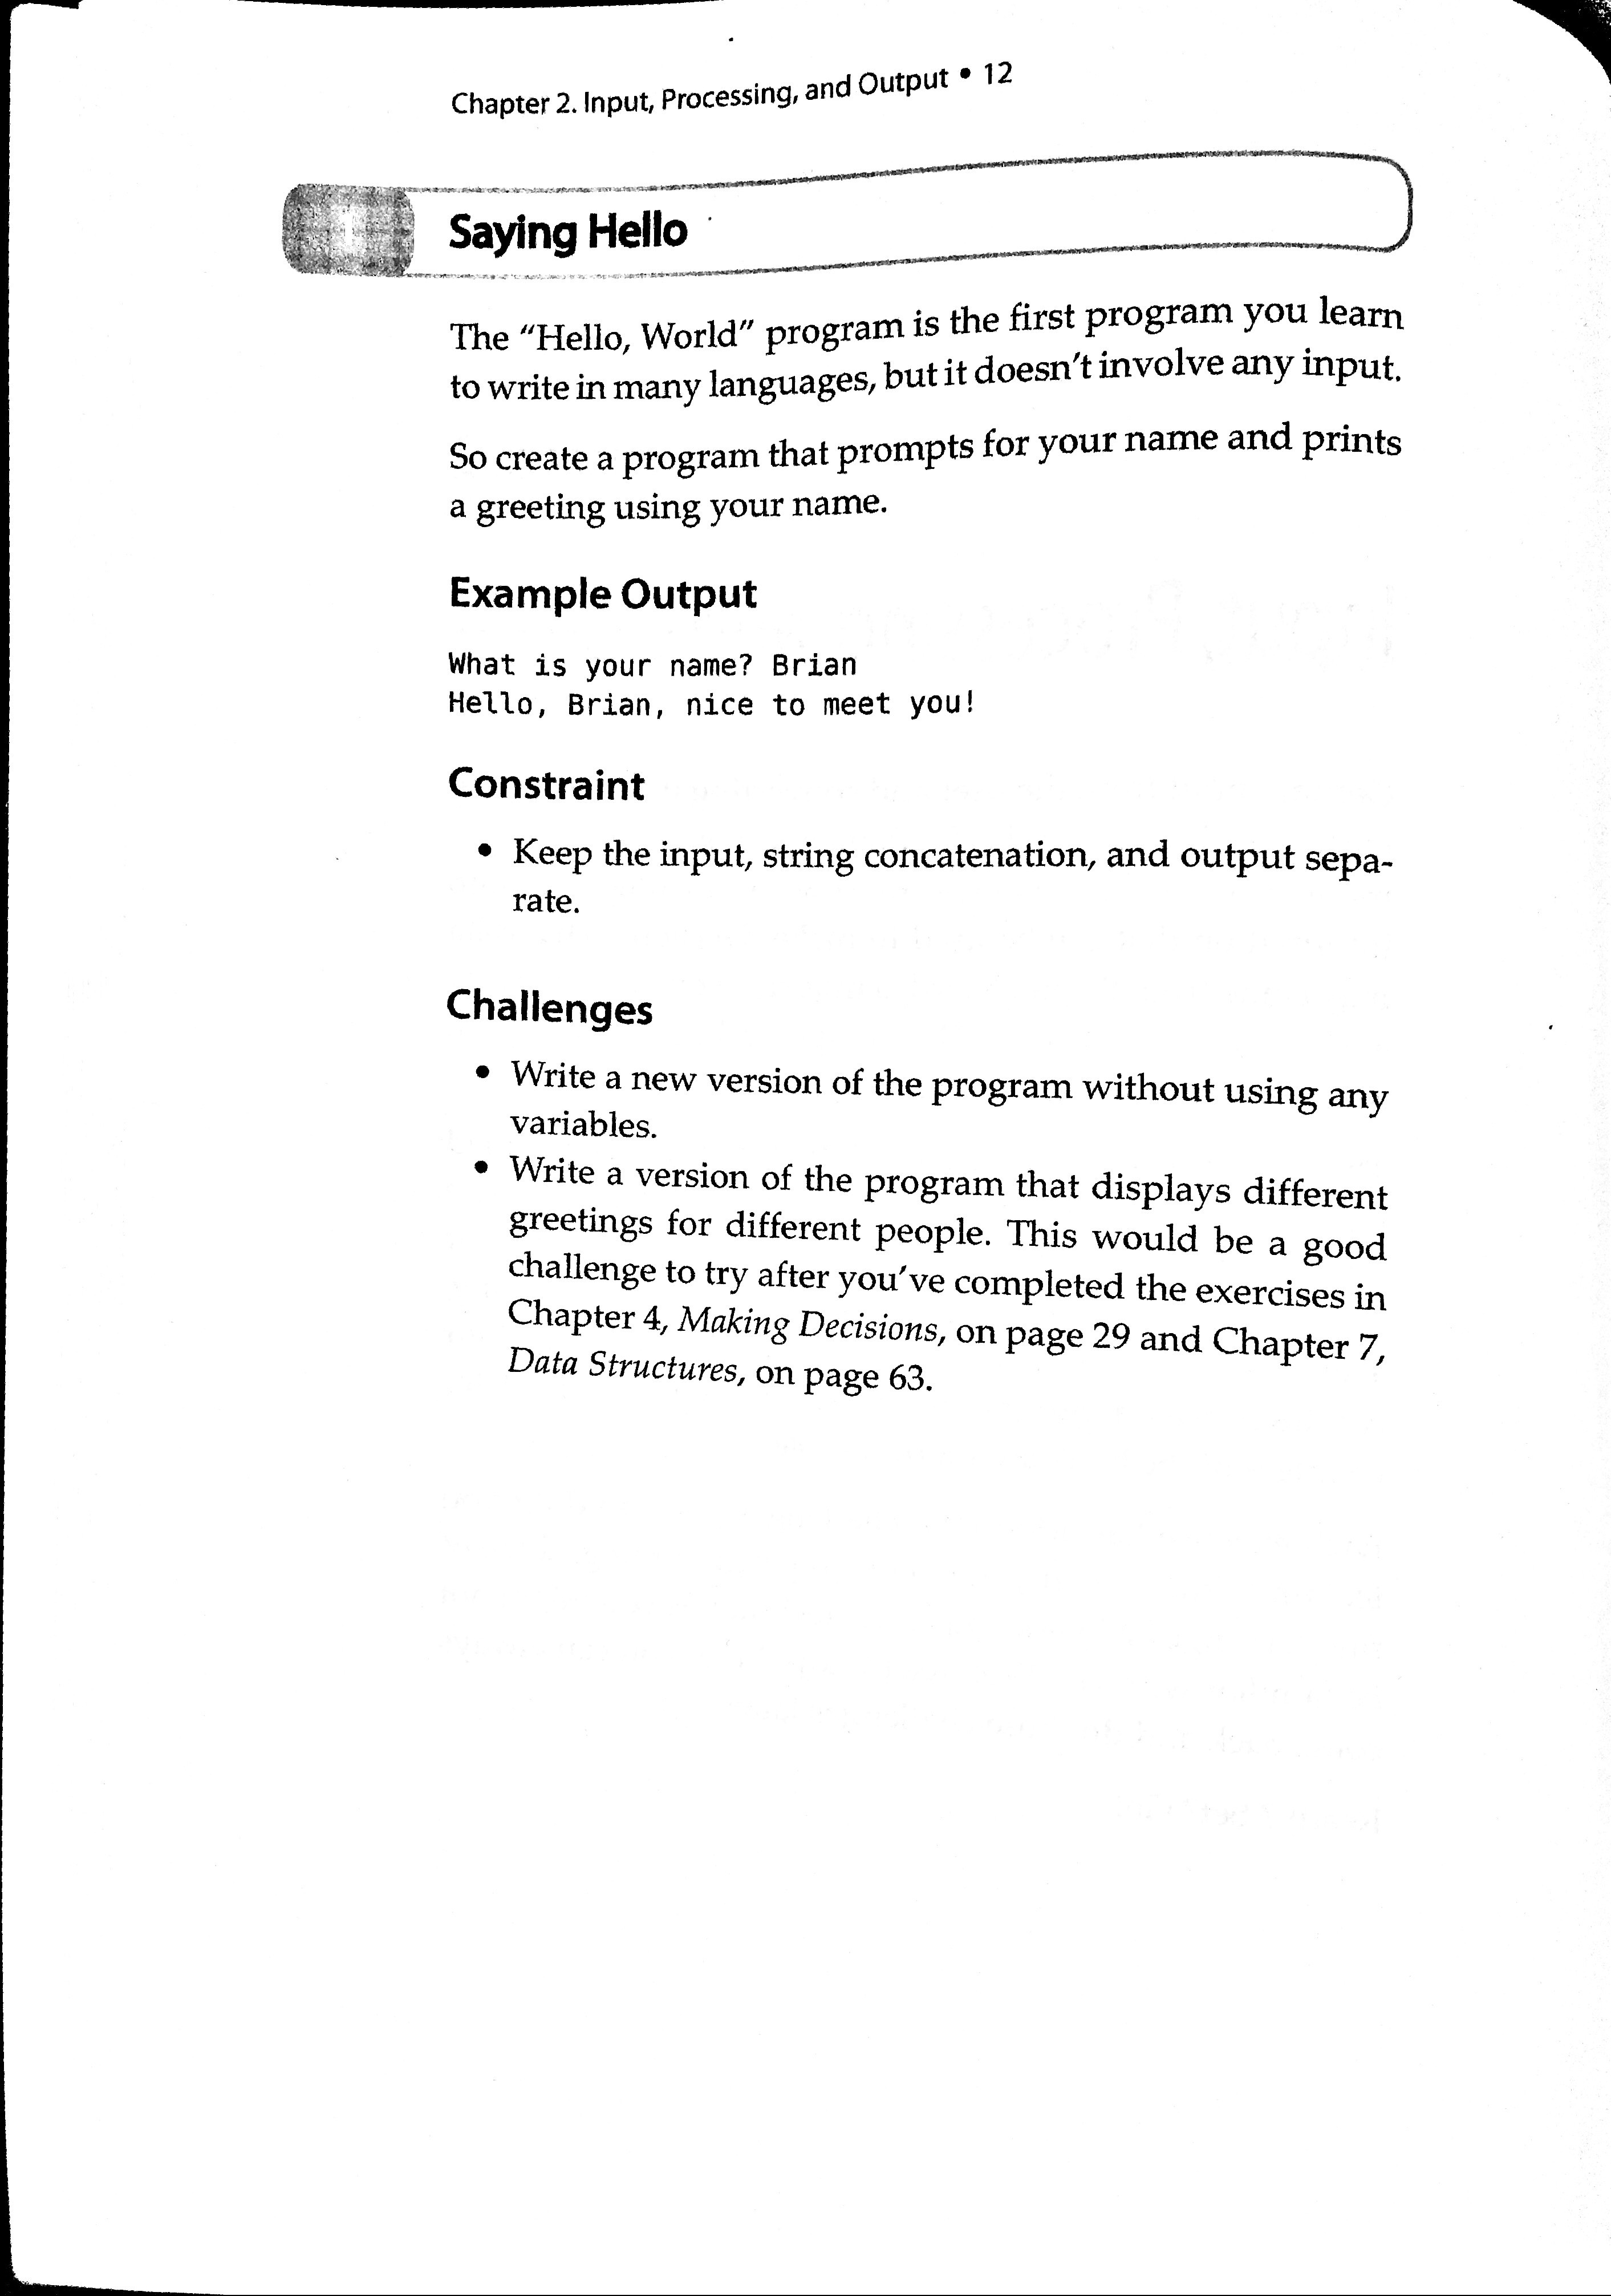 Chapter 2. Input, Processing, and Output • 12
1
Saying Hello
The "Hello, World" program is the first program you learn
to write in many languages, but it doesn't involve any input.
So create a program that prompts for your name and prints
a greeting using your name.
Example Output
What is your name? Brian
Hello, Brian, nice to meet you!
Constraint
• Keep the input, string concatenation, and output sepa-
rate.
Challenges
• Write a new version of the program without using any
variables.
• Write a version of the program that displays different
greetings for different people. This would be a good
challenge to try after you've completed the exercises in
Chapter 4, Making Decisions, on page 29 and Chapter 7,
Data Structures, on page 63.